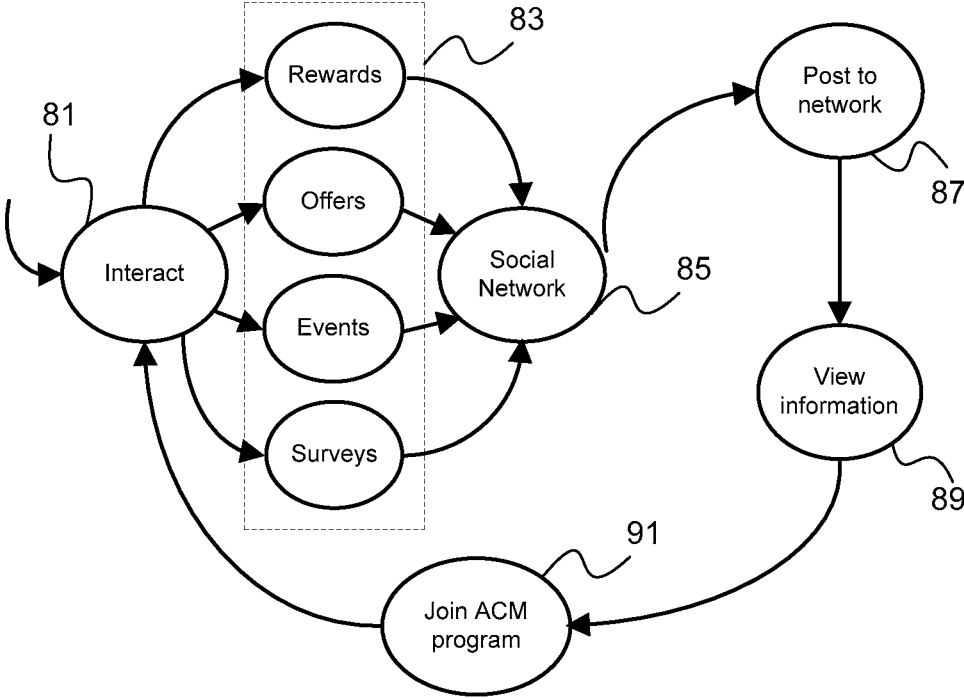 83
Rewards
Post to
network
81
87
Offers
Interact
Social
Network
85
Events
View
information
Surveys
89
91
Join ACM
program